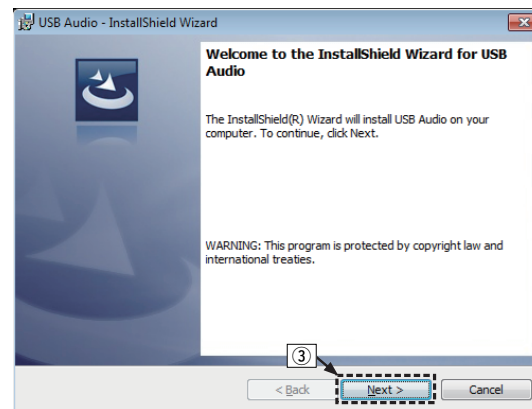 USB Audio - InstallShield Wizard
Welcome to the InstallShield Wizard for USB
Audio
The InstallShield(R) Wizard will install USB Audio on your
computer. To continue, click Next.
WARNING: This program is protected by copyright law and
international treaties.
③
< Back
Next >
Cancel